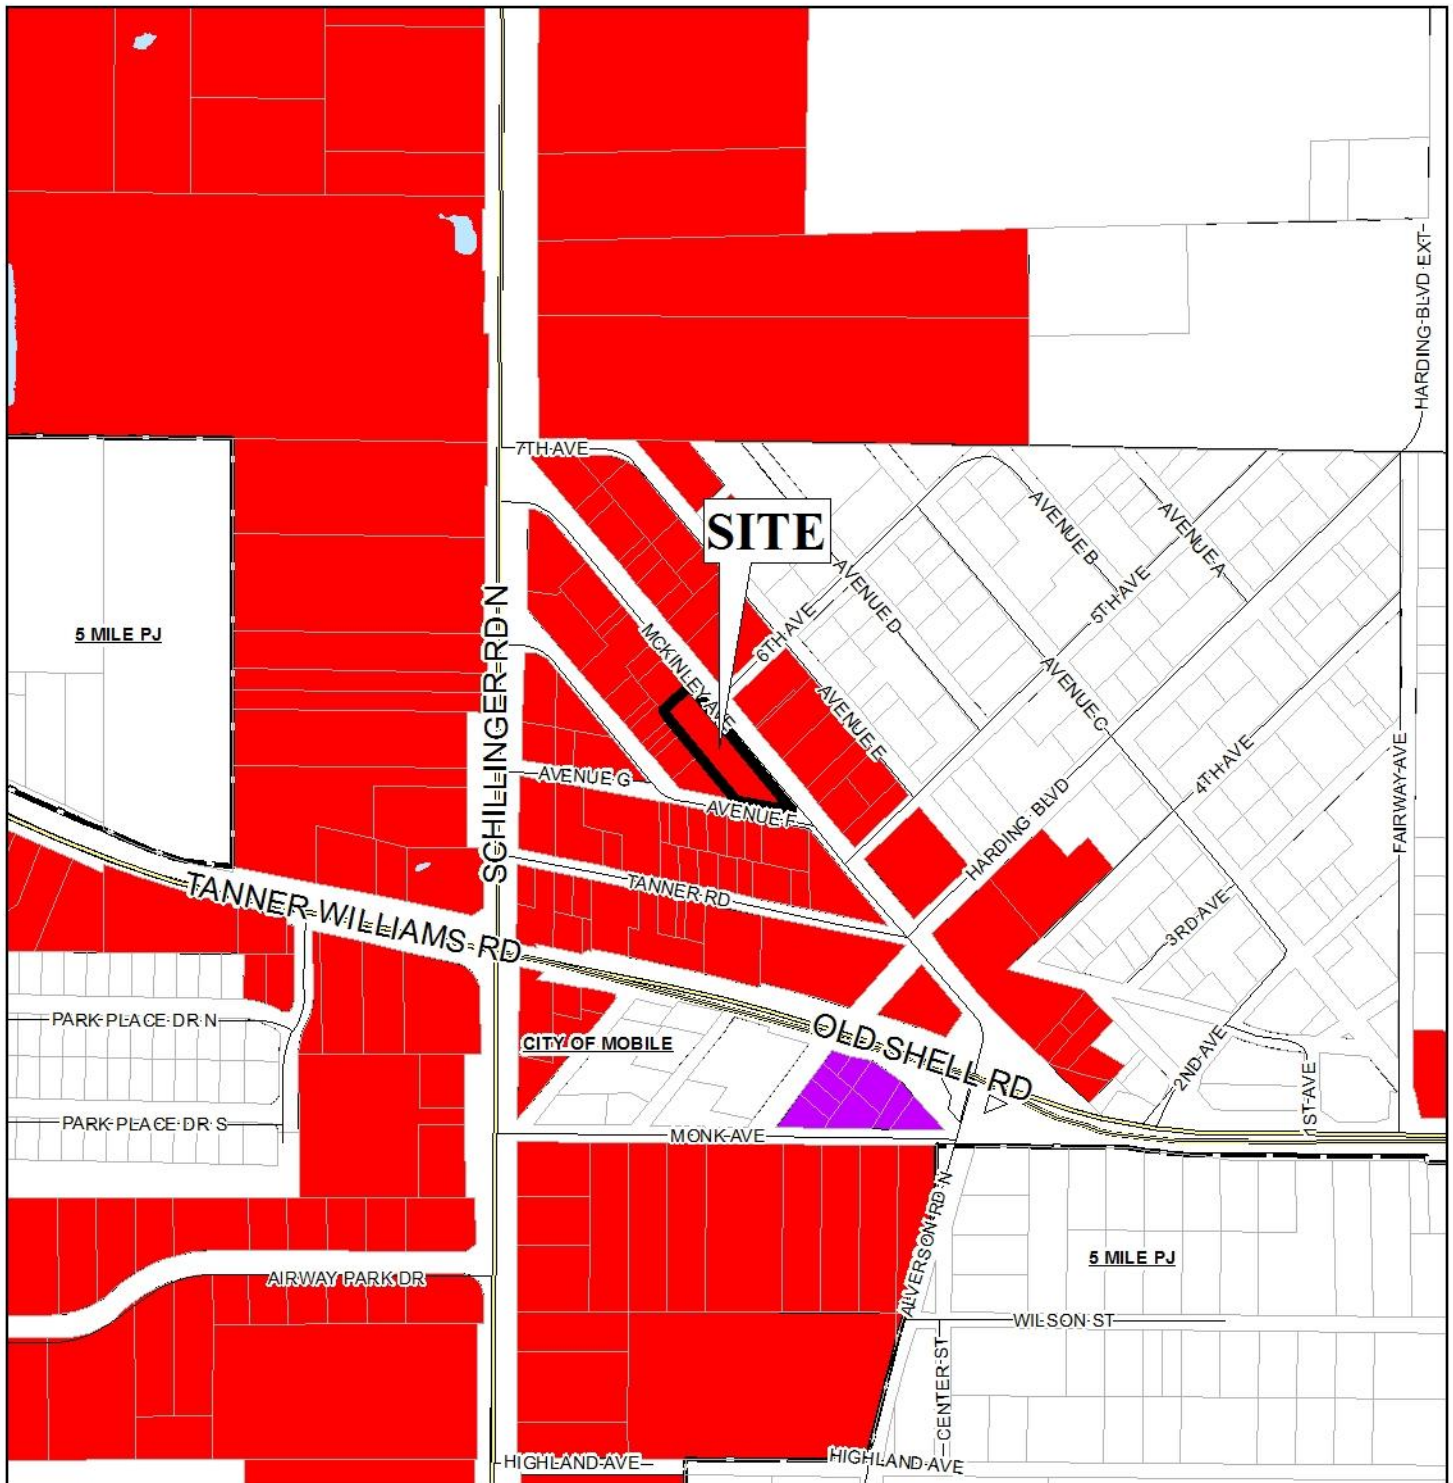 HARDING BLVD EXT
7TH AVE
SITE
AVENUE B
AVENUE A
AVENUE D
5TH AVE
6TH AVE
5 MILE PJ
SCHILLINGER RD N
MCKINLEY AVE
AVENUE C
AVENUE E
4TH AVE
FAIRWAY AVE
AVENUE G
AVENUE F
HARDING BLVD
TANNER WILLIAMS RD
TANNER RD
3RD AVE
PARK PLACE DR N
CITY OF MOBILE
OLD SHELL RD
2ND AVE
1ST AVE
PARK PLACE DR S
MONK AVE
ALVERSON RD N
5 MILE PJ
AIRWAY PARK DR
WILSON ST
CENTER ST
HIGHLAND AVE
HIGHLAND AVE